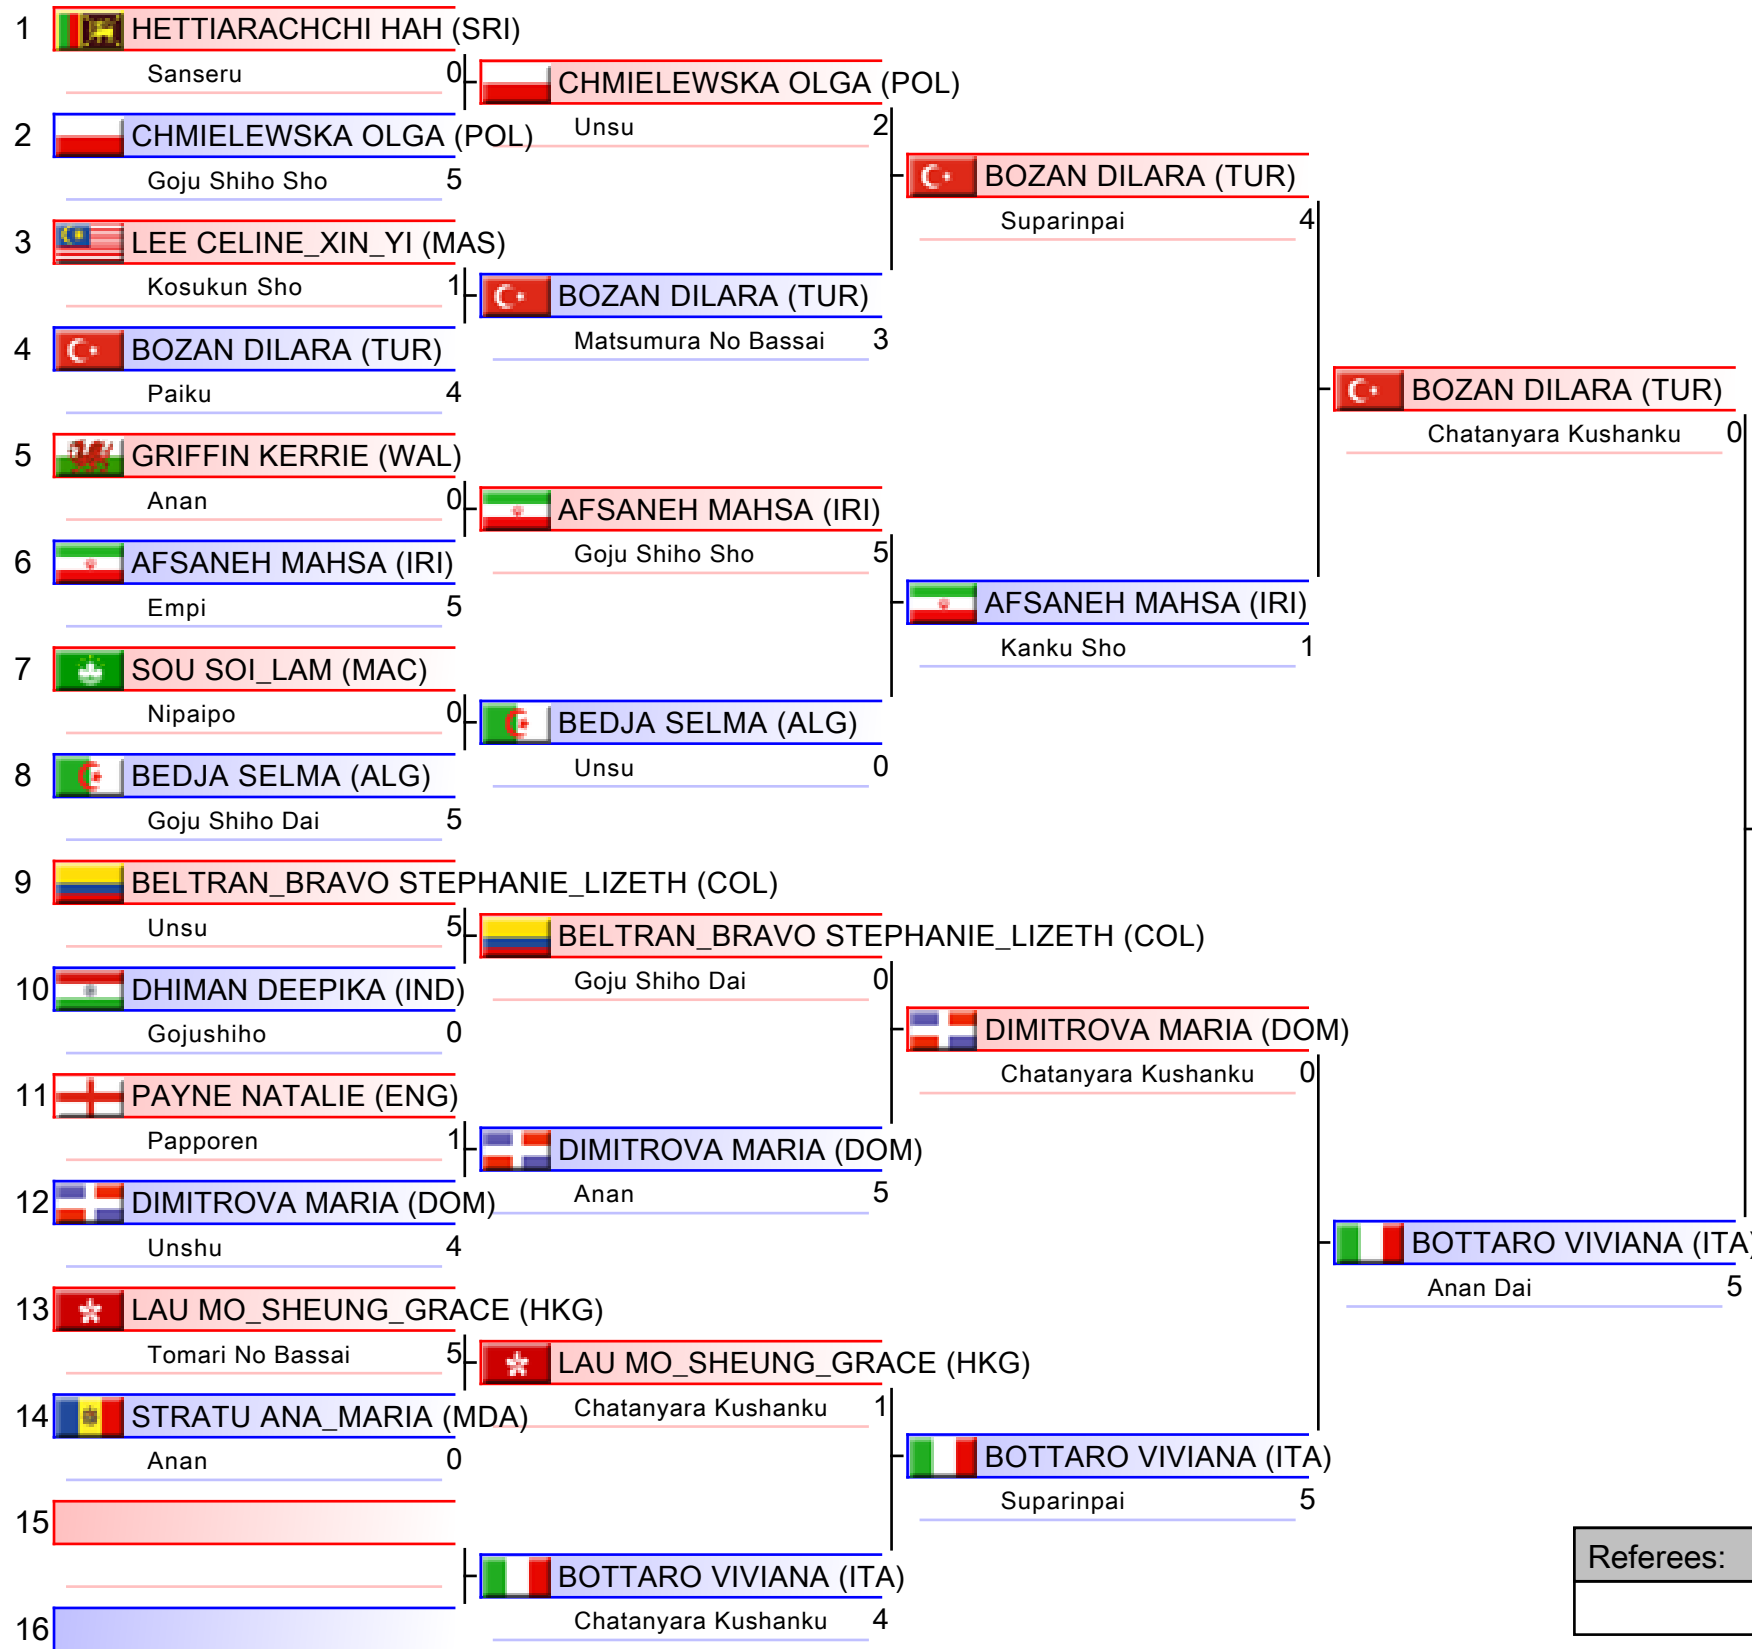 1 HETTIARACHCHI HAH (SRI)
Sanseru 0
2 CHMIELEWSKA OLGA (POL)
Goju Shiho Sho 5
3 LEE CELINE_XIN_YI (MAS)
Kosukun Sho 1
4 BOZAN DILARA (TUR)
Paiku 4
5 GRIFFIN KERRIE (WAL)
Anan 0
6 AFSANEH MAHSA (IRI)
Empi 5
7 SOU SOI_LAM (MAC)
Nipaipo 0
8 BEDJA SELMA (ALG)
Goju Shiho Dai 5
9 BELTRAN_BRAVO STEPHANIE_LIZETH (COL)
Unsu 5
10 DHIMAN DEEPIKA (IND)
Gojushiho 0
11 PAYNE NATALIE (ENG)
Papporen 1
12 DIMITROVA MARIA (DOM)
Unshu 4
13 LAU MO_SHEUNG_GRACE (HKG)
Tomari No Bassai 5
14 STRATU ANA_MARIA (MDA)
Anan 0
15
16
CHMIELEWSKA OLGA (POL)
Unsu 2
BOZAN DILARA (TUR)
Matsumura No Bassai 3
AFSANEH MAHSA (IRI)
Goju Shiho Sho 5
BEDJA SELMA (ALG)
Unsu 0
BELTRAN_BRAVO STEPHANIE_LIZETH (COL)
Goju Shiho Dai 0
DIMITROVA MARIA (DOM)
Anan 5
LAU MO_SHEUNG_GRACE (HKG)
Chatanyara Kushanku 1
BOTTARO VIVIANA (ITA)
Chatanyara Kushanku 4
BOZAN DILARA (TUR)
Suparinpai 4
AFSANEH MAHSA (IRI)
Kanku Sho 1
DIMITROVA MARIA (DOM)
Chatanyara Kushanku 0
BOTTARO VIVIANA (ITA)
Suparinpai 5
BOZAN DILARA (TUR)
Chatanyara Kushanku 0
BOTTARO VIVIANA (ITA)
Anan Dai 5
Referees: